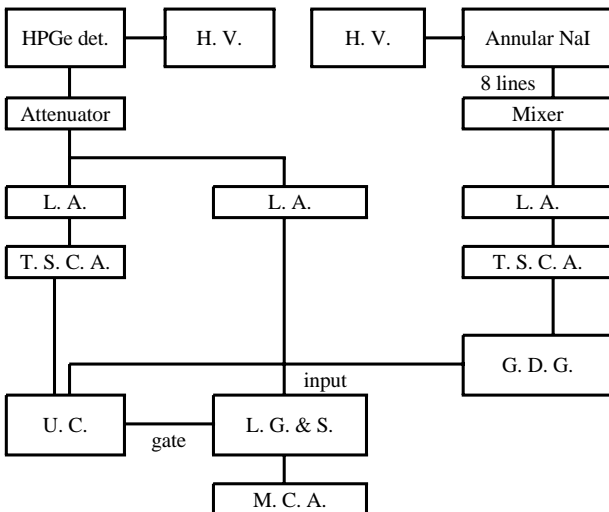 HPGe det.
H. V.
H. V.
Annular NaI
8 lines
Attenuator
Mixer
L. A.
L. A.
L. A.
T. S. C. A.
T. S. C. A.
G. D. G.
input
U. C.
gate
L. G. & S.
M. C. A.